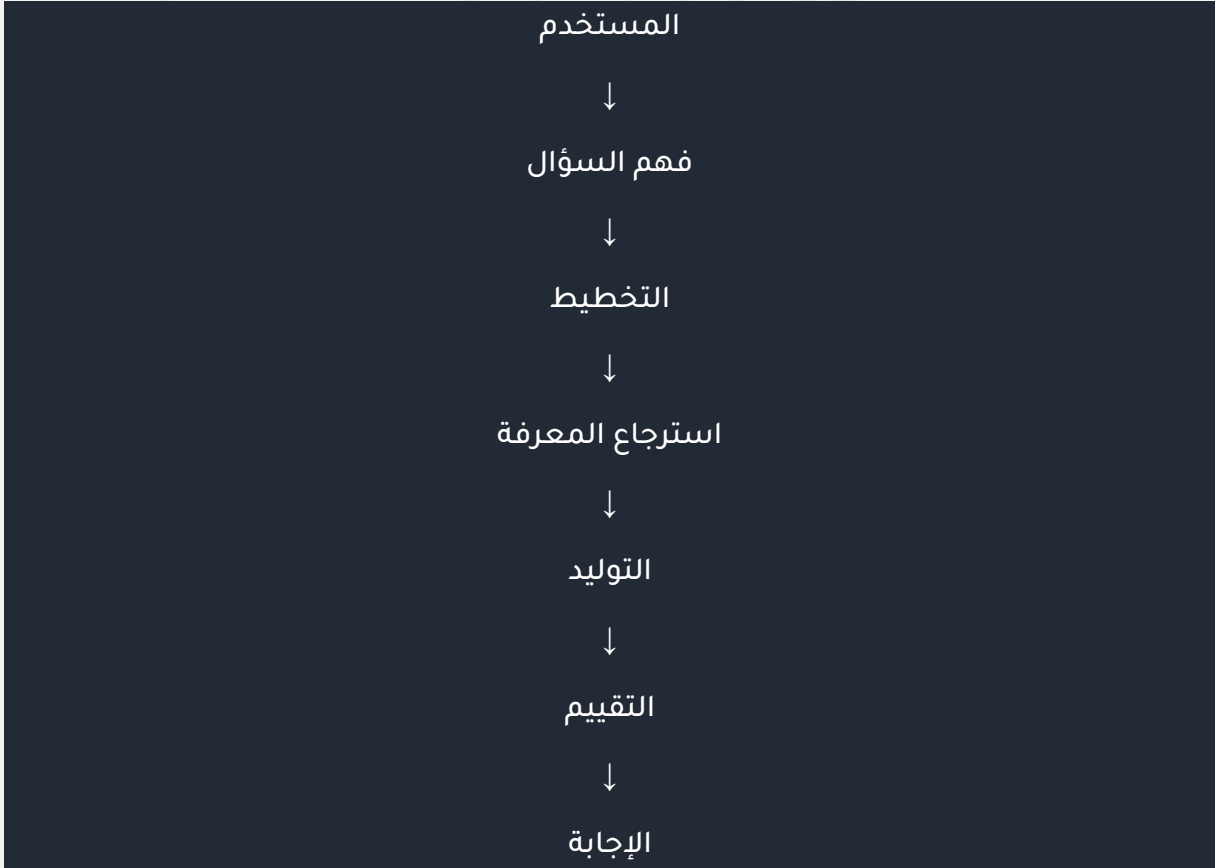 المستخدم
↓
فهم السؤال
↓
التخطيط
↓
استرجاع المعرفة
↓
التوليد
↓
التقييم
↓
الإجابة